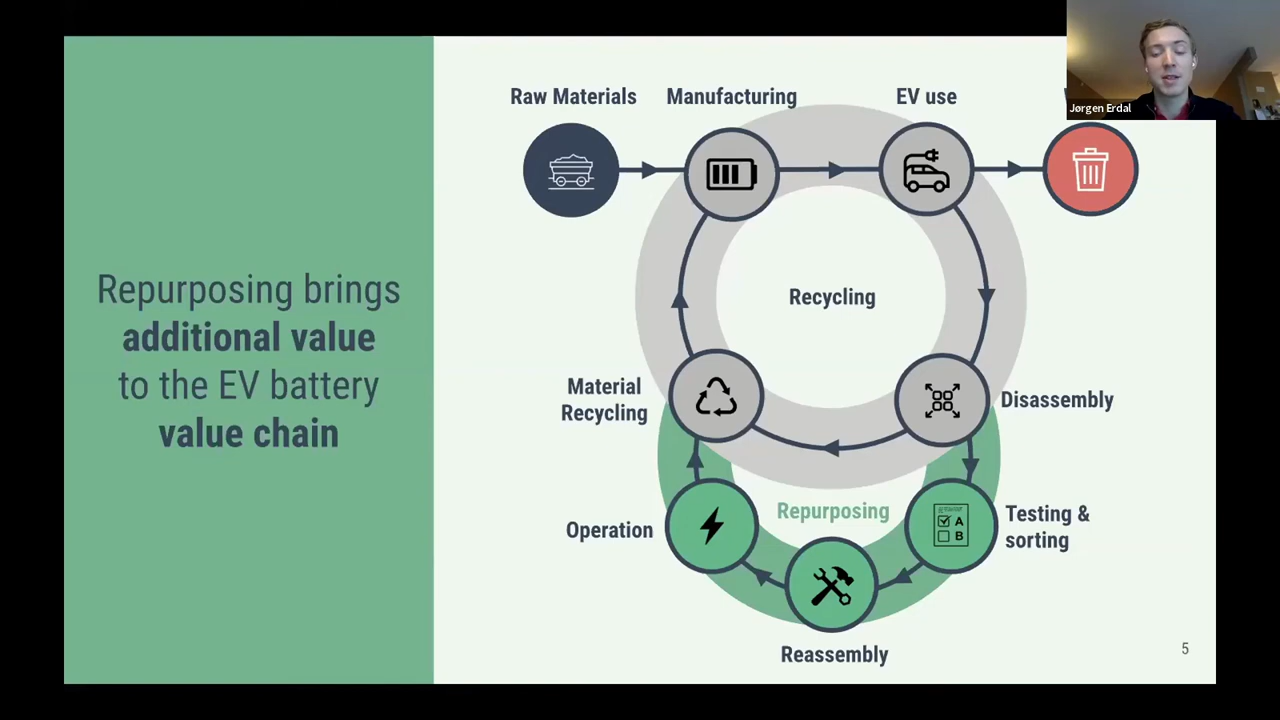 Jørgen Erdal
Raw Materials
Manufacturing
EV use
Repurposing brings
additional value
to the EV battery
value chain
Recycling
Material
Recycling
Disassembly
Repurposing
Operation
A
B
Testing &
sorting
Reassembly
5